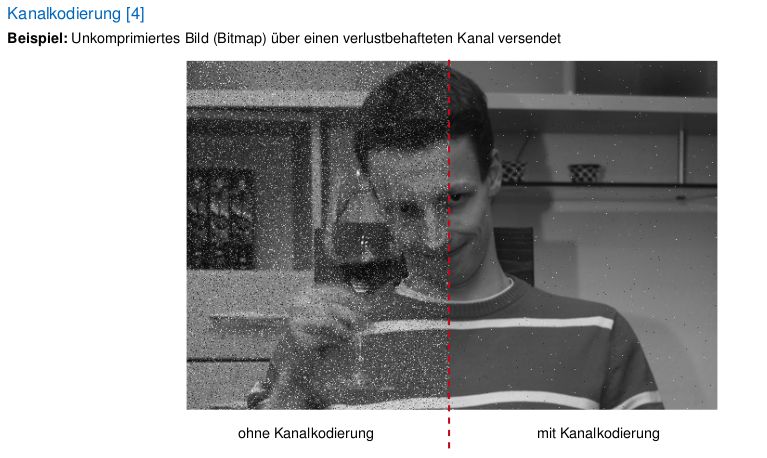 Kanalkodierung [4]
Beispiel: Unkomprimiertes Bild (Bitmap) über einen verlustbehafteten Kanal versendet
ohne Kanalkodierung
mit Kanalkodierung